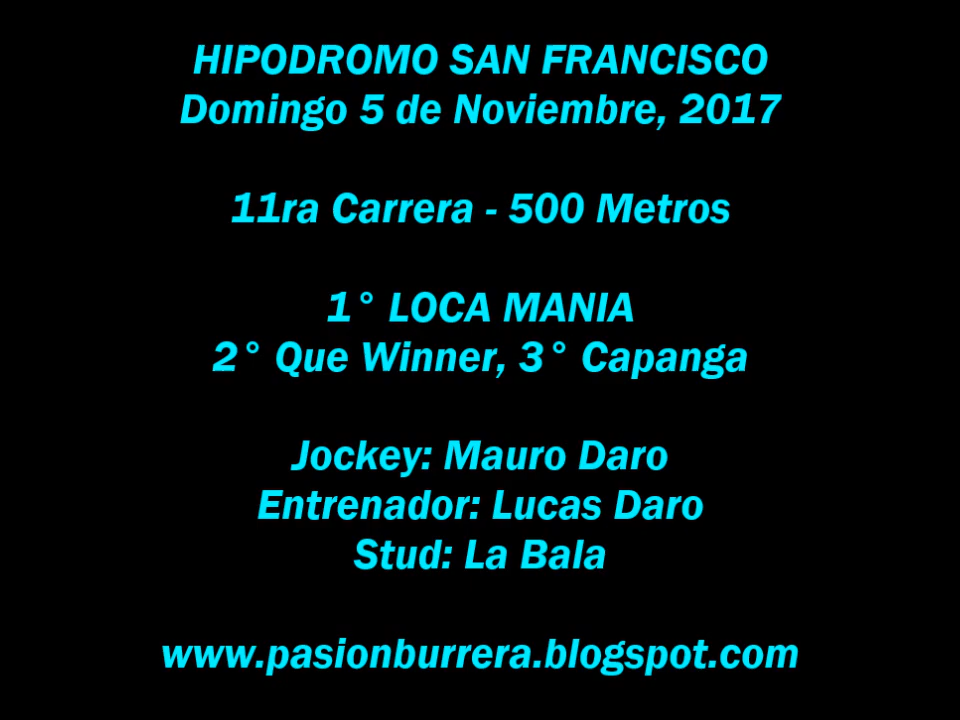 HIPODROMO SAN FRANCISCO
Domingo 5 de Noviembre, 2017
11ra Carrera - 500 Metros
1° LOCA MANIA
2° Que Winner, 3° Capanga
Jockey: Mauro Daro
Entrenador: Lucas Daro
Stud: La Bala
www.pasionburrera.blogspot.com